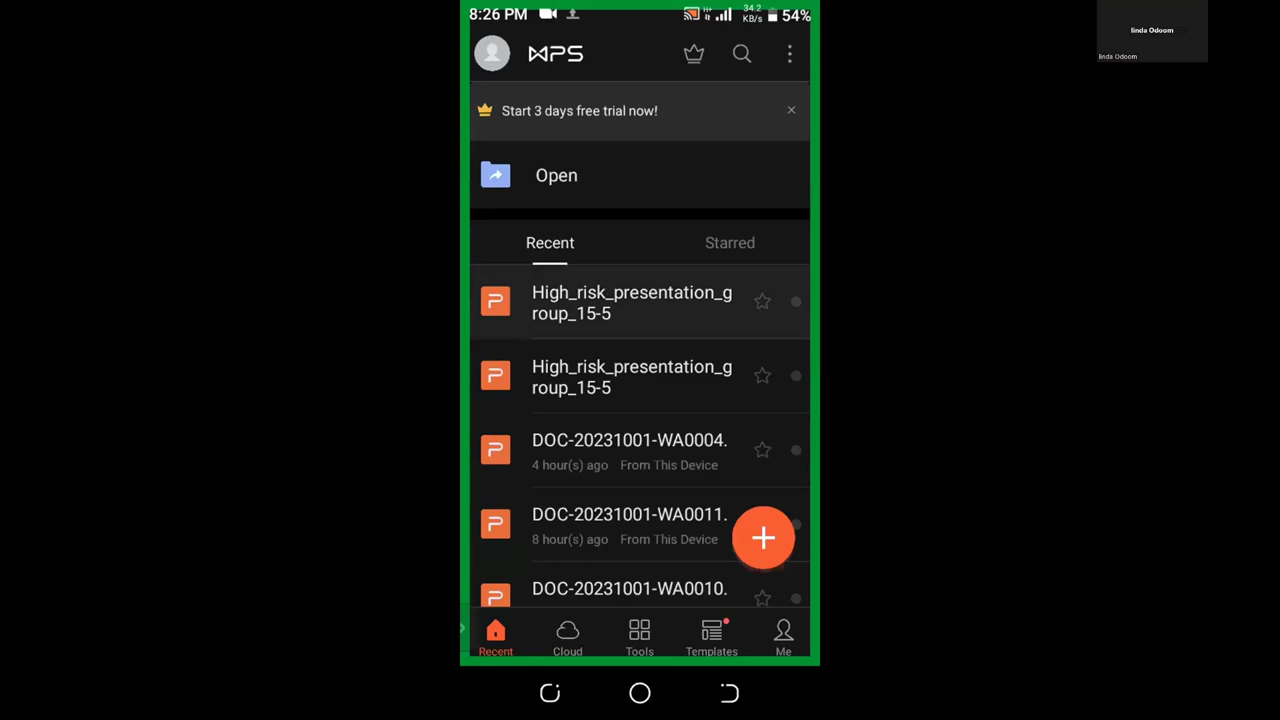 8:26 PM
34.2
KB/s
54%
linda Odoom
linda Odoom
WPS
Start 3 days free trial now!
Open
Recent
Starred
High_risk_presentation_g
roup_15-5
High_risk_presentation_g
roup_15-5
DOC-20231001-WA0004.
4 hour(s) ago From This Device
DOC-20231001-WA0011.
8 hour(s) ago From This Device
DOC-20231001-WA0010.
Recent
Cloud
Tools
Templates
Me